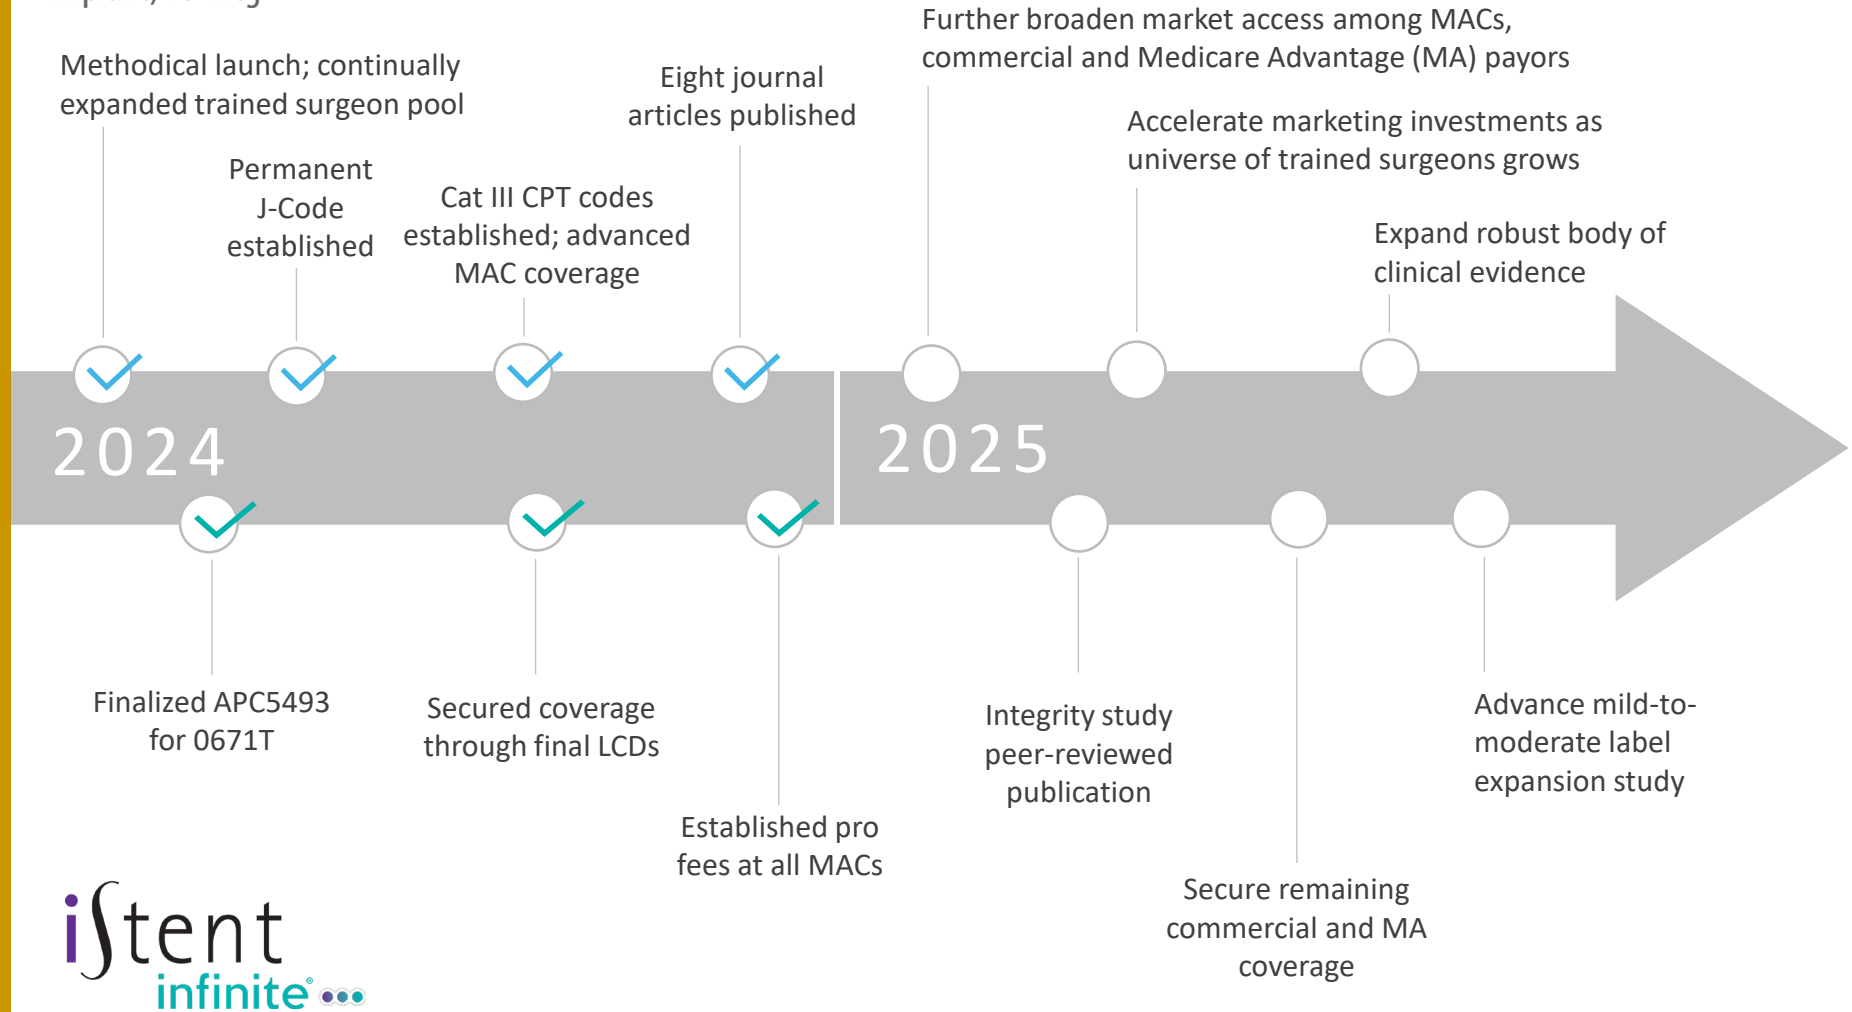 Further broaden market access among MACs,
commercial and Medicare Advantage (MA) payors
Methodical launch; continually
expanded trained surgeon pool
Eight journal
articles published
Accelerate marketing investments as
universe of trained surgeons grows
Permanent
J-Code
established
Cat III CPT codes
established; advanced
MAC coverage
Expand robust body of
clinical evidence
2024
2025
Finalized APC5493
for 0671T
Secured coverage
through final LCDs
Established pro
fees at all MACs
Integrity study
peer-reviewed
publication
Secure remaining
commercial and MA
coverage
Advance mild-to-
moderate label
expansion study
iStent
infinite®